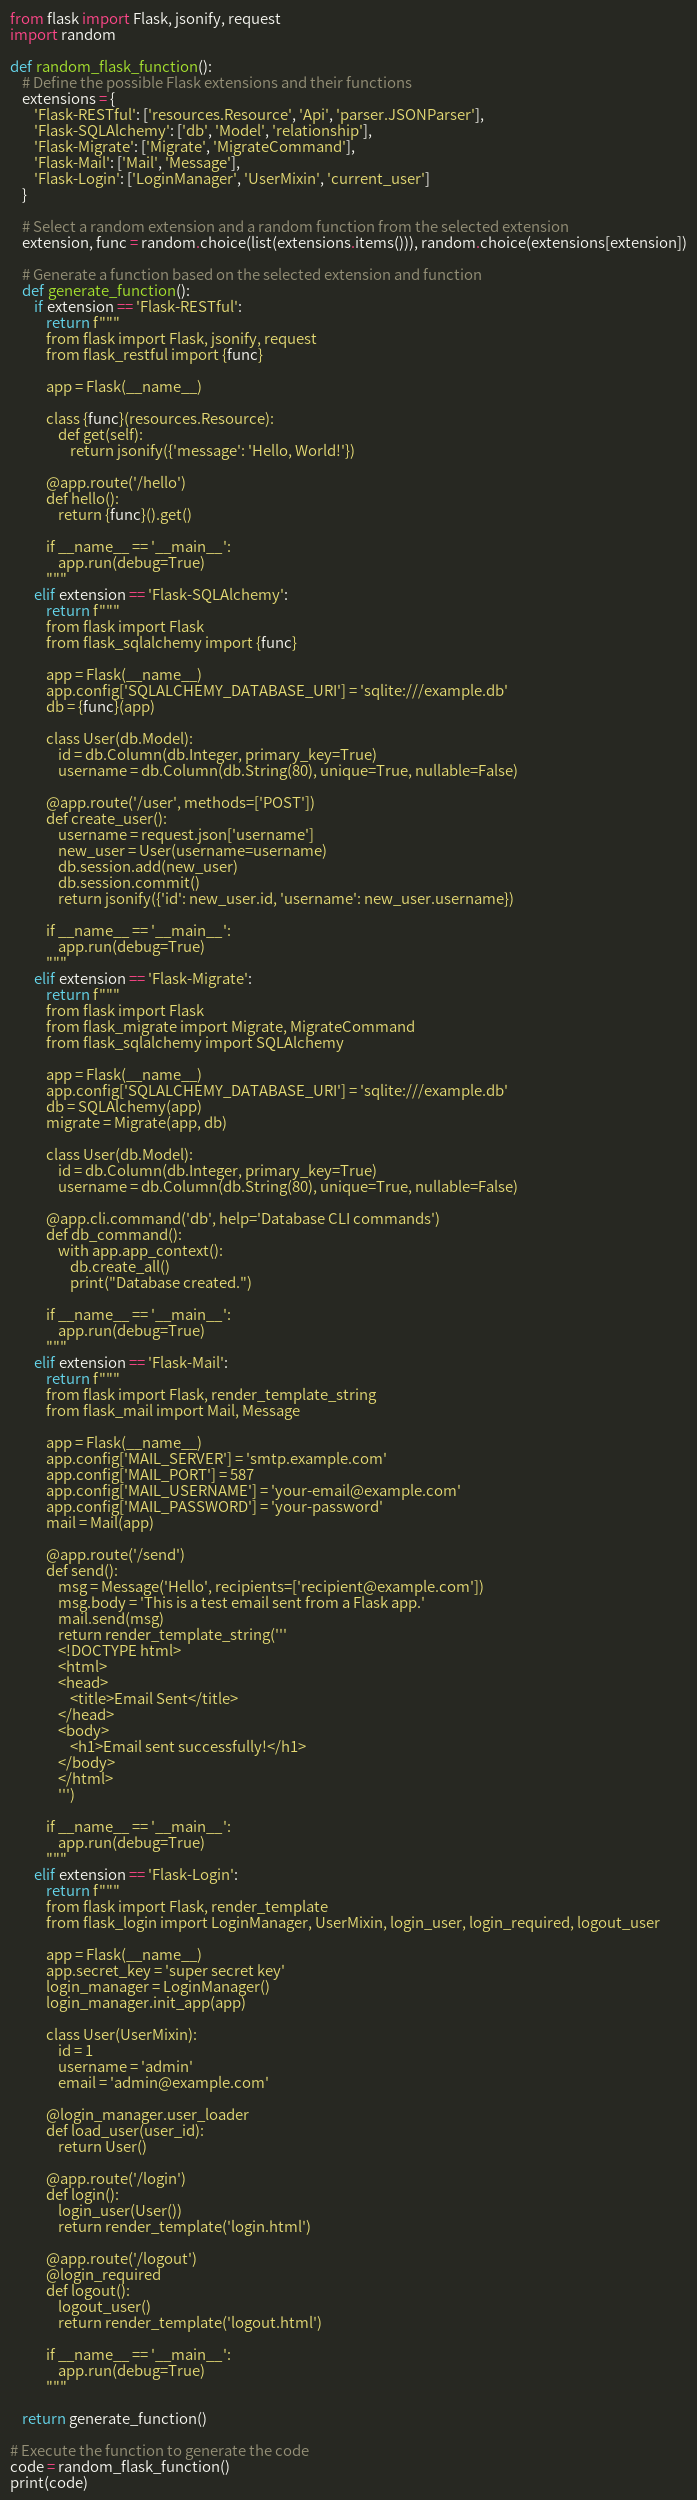 from flask import Flask, jsonify, request
import random

def random_flask_function():
    # Define the possible Flask extensions and their functions
    extensions = {
        'Flask-RESTful': ['resources.Resource', 'Api', 'parser.JSONParser'],
        'Flask-SQLAlchemy': ['db', 'Model', 'relationship'],
        'Flask-Migrate': ['Migrate', 'MigrateCommand'],
        'Flask-Mail': ['Mail', 'Message'],
        'Flask-Login': ['LoginManager', 'UserMixin', 'current_user']
    }

    # Select a random extension and a random function from the selected extension
    extension, func = random.choice(list(extensions.items())), random.choice(extensions[extension])

    # Generate a function based on the selected extension and function
    def generate_function():
        if extension == 'Flask-RESTful':
            return f"""
            from flask import Flask, jsonify, request
            from flask_restful import {func}

            app = Flask(__name__)

            class {func}(resources.Resource):
                def get(self):
                    return jsonify({'message': 'Hello, World!'})

            @app.route('/hello')
            def hello():
                return {func}().get()

            if __name__ == '__main__':
                app.run(debug=True)
            """
        elif extension == 'Flask-SQLAlchemy':
            return f"""
            from flask import Flask
            from flask_sqlalchemy import {func}

            app = Flask(__name__)
            app.config['SQLALCHEMY_DATABASE_URI'] = 'sqlite:///example.db'
            db = {func}(app)

            class User(db.Model):
                id = db.Column(db.Integer, primary_key=True)
                username = db.Column(db.String(80), unique=True, nullable=False)

            @app.route('/user', methods=['POST'])
            def create_user():
                username = request.json['username']
                new_user = User(username=username)
                db.session.add(new_user)
                db.session.commit()
                return jsonify({'id': new_user.id, 'username': new_user.username})

            if __name__ == '__main__':
                app.run(debug=True)
            """
        elif extension == 'Flask-Migrate':
            return f"""
            from flask import Flask
            from flask_migrate import Migrate, MigrateCommand
            from flask_sqlalchemy import SQLAlchemy

            app = Flask(__name__)
            app.config['SQLALCHEMY_DATABASE_URI'] = 'sqlite:///example.db'
            db = SQLAlchemy(app)
            migrate = Migrate(app, db)

            class User(db.Model):
                id = db.Column(db.Integer, primary_key=True)
                username = db.Column(db.String(80), unique=True, nullable=False)

            @app.cli.command('db', help='Database CLI commands')
            def db_command():
                with app.app_context():
                    db.create_all()
                    print("Database created.")

            if __name__ == '__main__':
                app.run(debug=True)
            """
        elif extension == 'Flask-Mail':
            return f"""
            from flask import Flask, render_template_string
            from flask_mail import Mail, Message

            app = Flask(__name__)
            app.config['MAIL_SERVER'] = 'smtp.example.com'
            app.config['MAIL_PORT'] = 587
            app.config['MAIL_USERNAME'] = 'your-email@example.com'
            app.config['MAIL_PASSWORD'] = 'your-password'
            mail = Mail(app)

            @app.route('/send')
            def send():
                msg = Message('Hello', recipients=['recipient@example.com'])
                msg.body = 'This is a test email sent from a Flask app.'
                mail.send(msg)
                return render_template_string('''
                <!DOCTYPE html>
                <html>
                <head>
                    <title>Email Sent</title>
                </head>
                <body>
                    <h1>Email sent successfully!</h1>
                </body>
                </html>
                ''')

            if __name__ == '__main__':
                app.run(debug=True)
            """
        elif extension == 'Flask-Login':
            return f"""
            from flask import Flask, render_template
            from flask_login import LoginManager, UserMixin, login_user, login_required, logout_user

            app = Flask(__name__)
            app.secret_key = 'super secret key'
            login_manager = LoginManager()
            login_manager.init_app(app)

            class User(UserMixin):
                id = 1
                username = 'admin'
                email = 'admin@example.com'

            @login_manager.user_loader
            def load_user(user_id):
                return User()

            @app.route('/login')
            def login():
                login_user(User())
                return render_template('login.html')

            @app.route('/logout')
            @login_required
            def logout():
                logout_user()
                return render_template('logout.html')

            if __name__ == '__main__':
                app.run(debug=True)
            """

    return generate_function()

# Execute the function to generate the code
code = random_flask_function()
print(code)